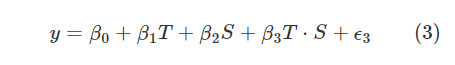 y = β₀ + β₁T + β₂S + β₃T · S + ϵ₃ (3)